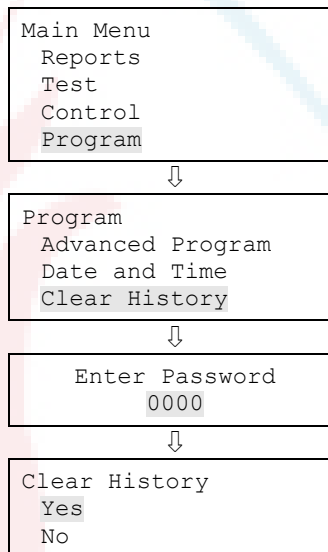 Main Menu
Reports
Test
Control
Program
⇩
Program
Advanced Program
Date and Time
Clear History
⇩
Enter Password
0000
⇩
Clear History
Yes
No